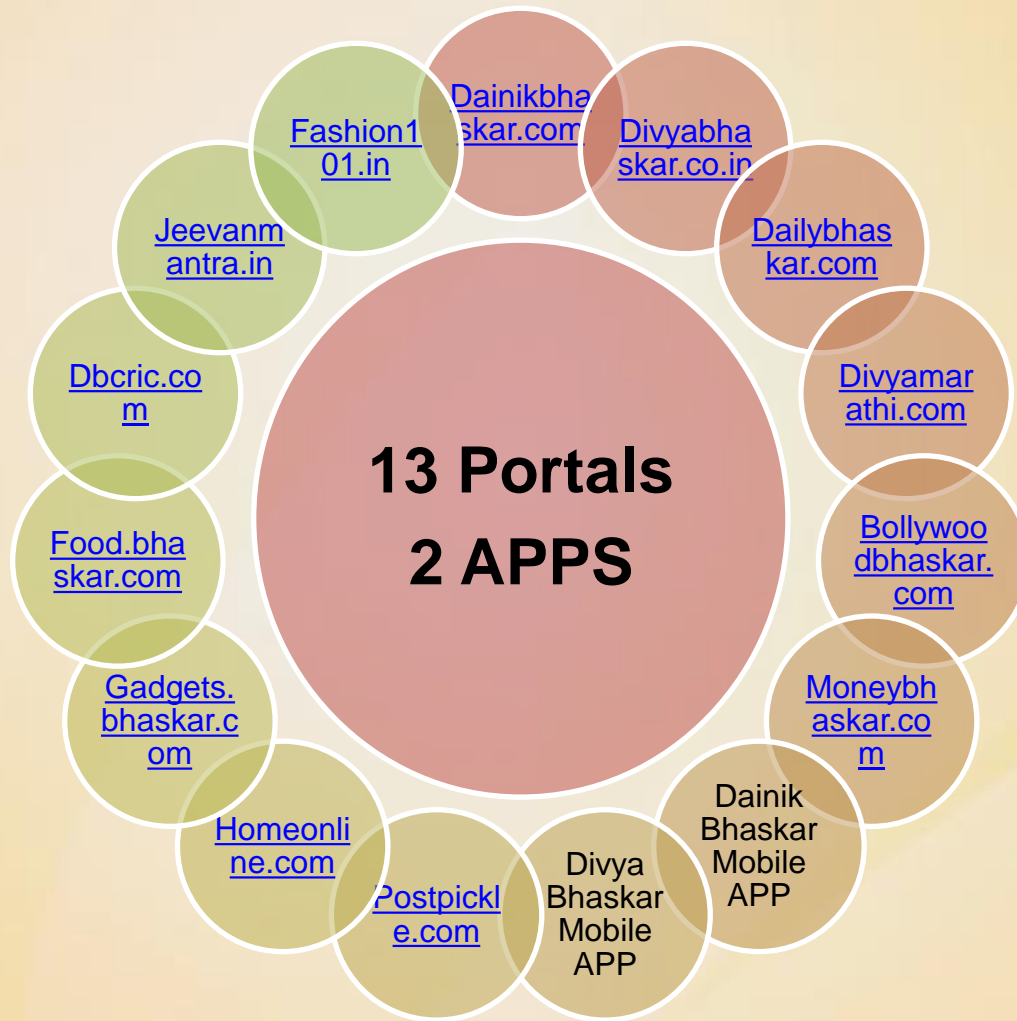 Dainikbha
skar.com
Divyabha
skar.co.in
Dailybhas
kar.com
Divyamar
athi.com
Bollywoo
dbhaskar.
com
Moneybh
askar.co
m
Dainik
Bhaskar
Mobile
APP
Divya
Bhaskar
Mobile
APP
Postpickl
e.com
Homeonli
ne.com
Gadgets.
bhaskar.c
om
Food.bha
skar.com
Dbcric.co
m
Jeevanm
antra.in
Fashion1
01.in
13 Portals
2 APPS